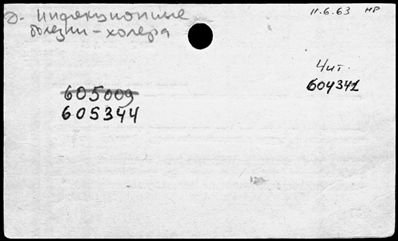 Э- Инфекционные
болезни - холера
11.6.63 НР
Чит.
604341
605009
605344